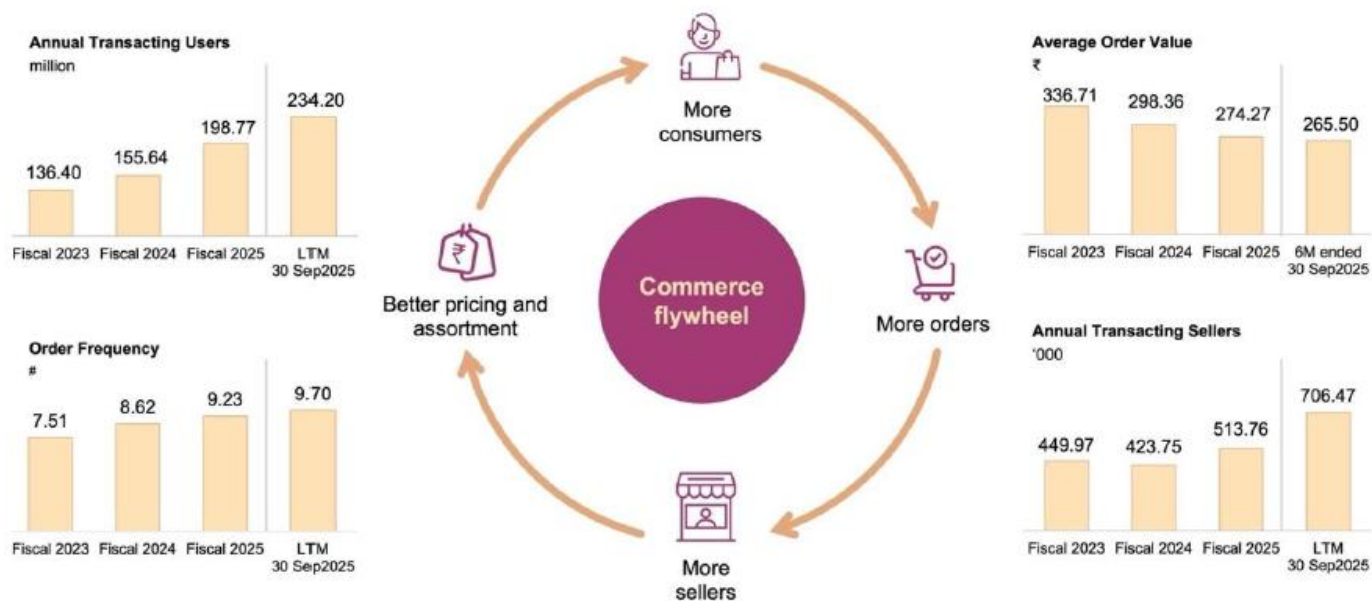 Annual Transacting Users
million
136.40
155.64
198.77
234.20
Fiscal 2023
Fiscal 2024
Fiscal 2025
LTM
30 Sep2025
Order Frequency
#
7.51
8.62
9.23
9.70
Fiscal 2023
Fiscal 2024
Fiscal 2025
LTM
30 Sep2025
More
consumers
More orders
More
sellers
Better pricing and
assortment
₹
Commerce
flywheel
Average Order Value
₹
336.71
298.36
274.27
265.50
Fiscal 2023
Fiscal 2024
Fiscal 2025
6M ended
30 Sep2025
Annual Transacting Sellers
'000
449.97
423.75
513.76
706.47
Fiscal 2023
Fiscal 2024
Fiscal 2025
LTM
30 Sep2025